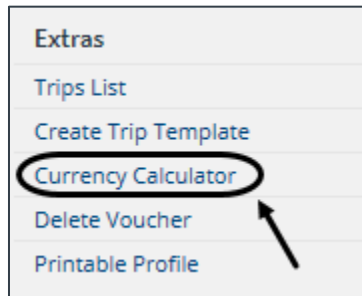 Extras
Trips List
Create Trip Template
Currency Calculator
Delete Voucher
Printable Profile